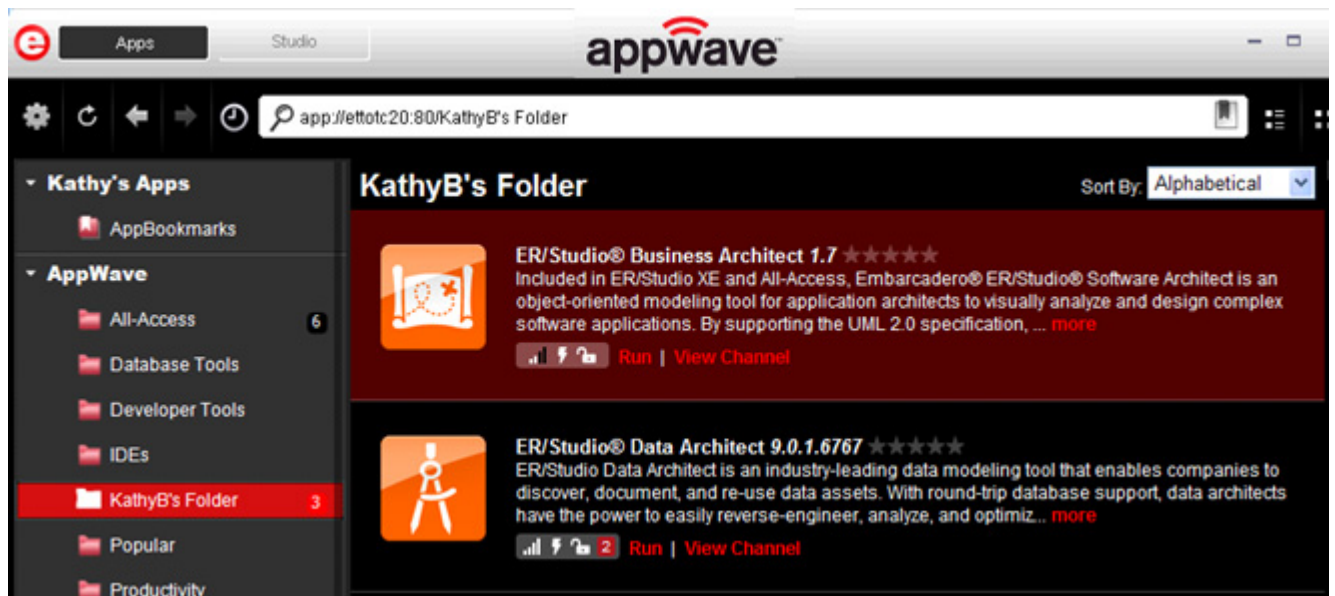 e Apps Studio appwave™
app://ettotc20:80/KathyB's Folder
Kathy's Apps
AppBookmarks
AppWave
All-Access 6
Database Tools
Developer Tools
IDEs
KathyB's Folder 3
Popular
Productivity
KathyB's Folder
Sort By: Alphabetical
ER/Studio® Business Architect 1.7
Included in ER/Studio XE and All-Access, Embarcadero® ER/Studio® Software Architect is an
object-oriented modeling tool for application architects to visually analyze and design complex
software applications. By supporting the UML 2.0 specification, ... more
Run | View Channel
ER/Studio® Data Architect 9.0.1.6767
ER/Studio Data Architect is an industry-leading data modeling tool that enables companies to
discover, document, and re-use data assets. With round-trip database support, data architects
have the power to easily reverse-engineer, analyze, and optimiz... more
2 Run | View Channel